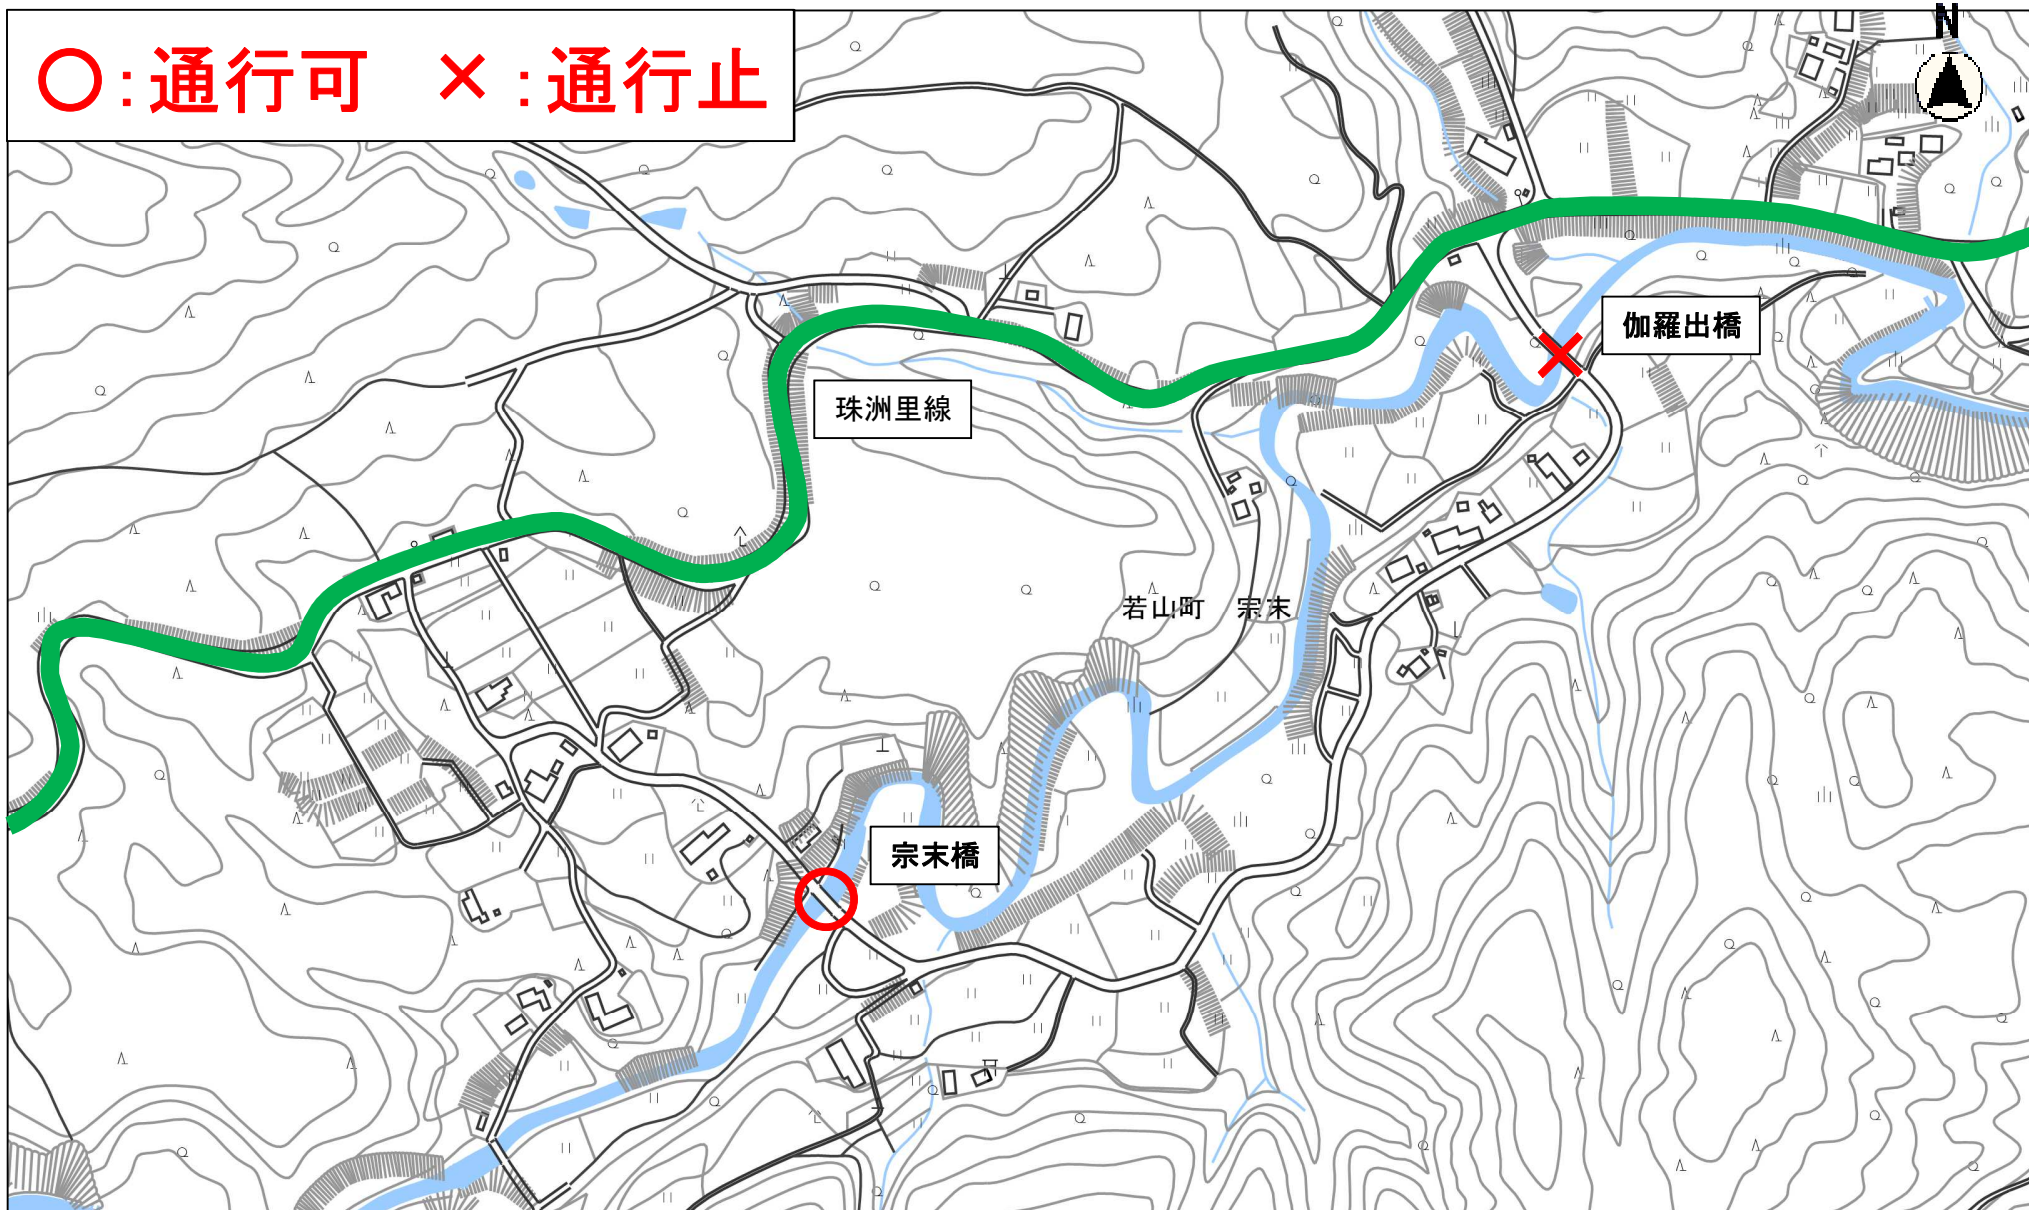 〇:通行可　×:通行止
N
伽羅出橋
珠洲里線
若山町　宗末
宗末橋